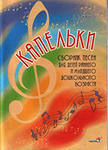 КАПЕЛЬКИ
СБОРНИК ПЕСЕН
ДЛЯ ДЕТЕЙ РАННЕГО
И МЛАДШЕГО
ДОШКОЛЬНОГО
ВОЗРАСТА